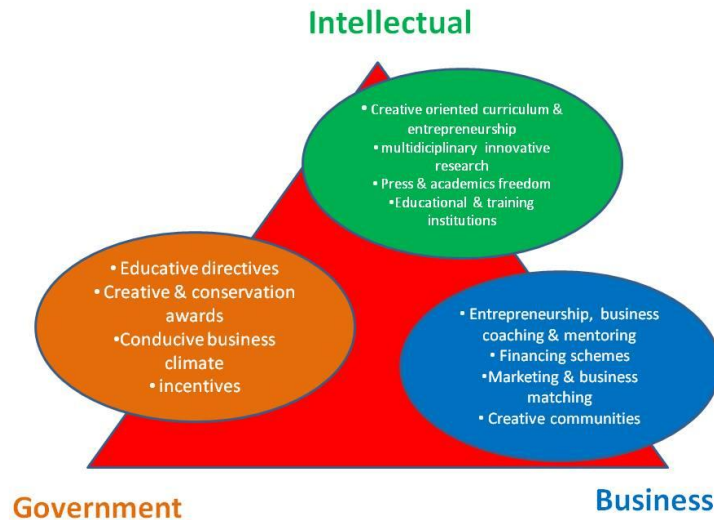 Intellectual
• Creative oriented curriculum &
entrepreneurship
•multidiciplinary innovative
research
• Press & academics freedom
•Educational & training
institutions
• Educative directives
• Creative & conservation
awards
•Conducive business
climate
• incentives
• Entrepreneurship, business
coaching & mentoring
• Financing schemes
•Marketing & business
matching
• Creative communities
Government
Business